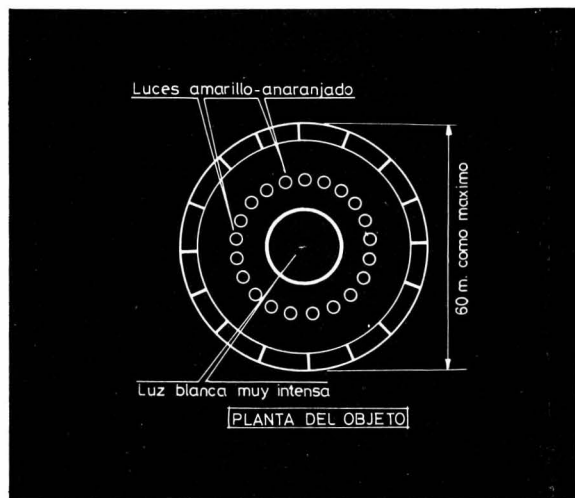 Luces amarillo-anaranjado
60 m. como maximo
Luz blanca muy intensa
PLANTA DEL OBJETO